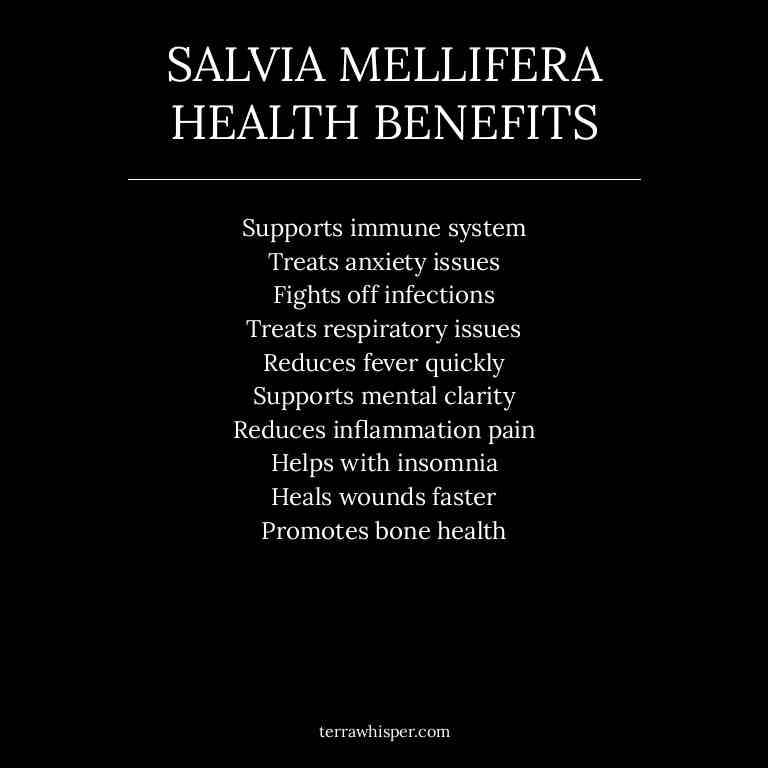 SALVIA MELLIFERA
HEALTH BENEFITS
Supports immune system
Treats anxiety issues
Fights off infections
Treats respiratory issues
Reduces fever quickly
Supports mental clarity
Reduces inflammation pain
Helps with insomnia
Heals wounds faster
Promotes bone health
terrawhisper.com